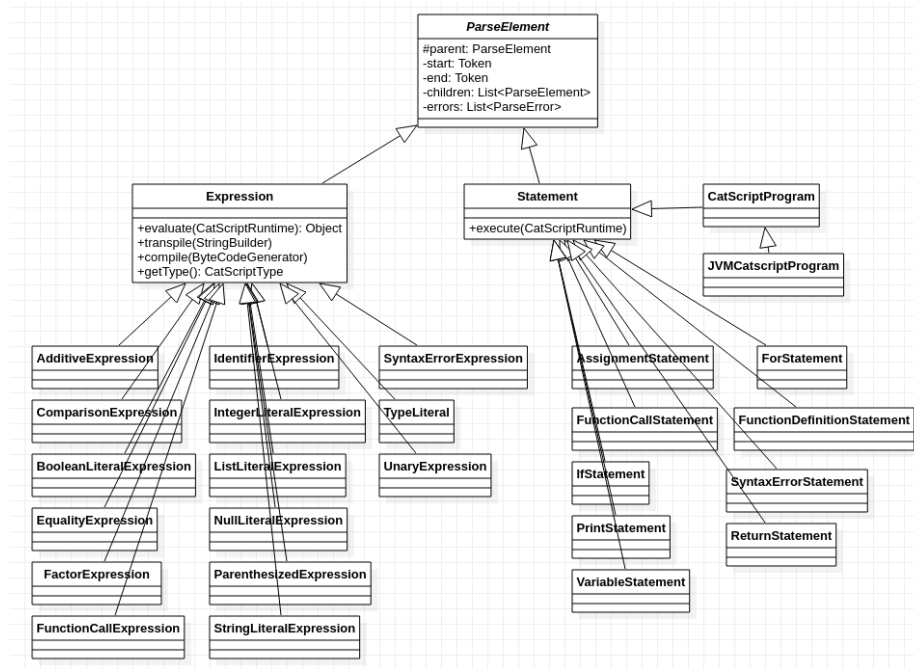 ParseElement
#parent: ParseElement
-start: Token
-end: Token
-children: List<ParseElement>
-errors: List<ParseError>
Expression
+evaluate(CatScriptRuntime): Object
+transpile(StringBuilder)
+compile(ByteCodeGenerator)
+getType(): CatScriptType
Statement
+execute(CatScriptRuntime)
CatScriptProgram
JVMCatscriptProgram
AdditiveExpression
IdentifierExpression
SyntaxErrorExpression
AssignmentStatement
ForStatement
ComparisonExpression
IntegerLiteralExpression
TypeLiteral
FunctionCallStatement
FunctionDefinitionStatement
BooleanLiteralExpression
ListLiteralExpression
UnaryExpression
IfStatement
SyntaxErrorStatement
EqualityExpression
NullLiteralExpression
PrintStatement
ReturnStatement
FactorExpression
ParenthesizedExpression
VariableStatement
FunctionCallExpression
StringLiteralExpression